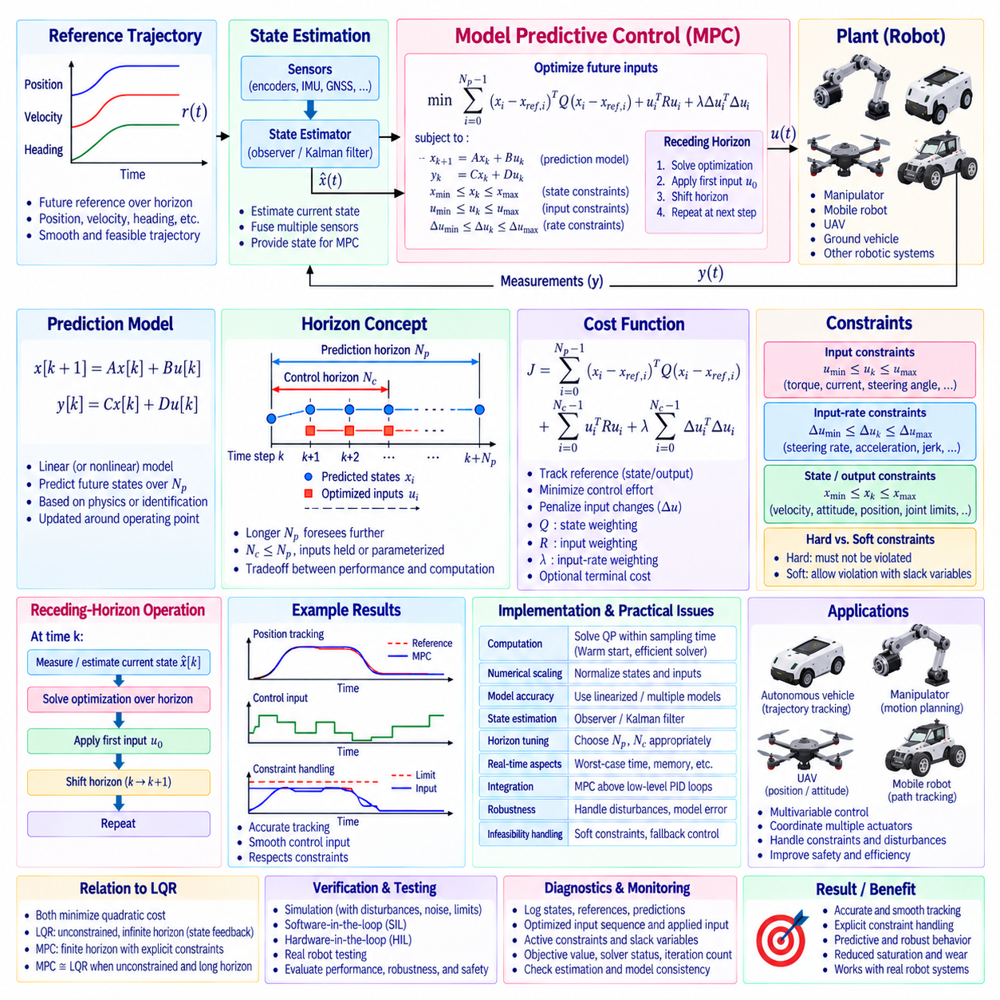 Reference Trajectory
Position
Velocity
Heading
r(t)
Time
• Future reference over horizon
• Position, velocity, heading, etc.
• Smooth and feasible trajectory
State Estimation
Sensors
(encoders, IMU, GNSS, ...)
State Estimator
(observer / Kalman filter)
x̂(t)
• Estimate current state
• Fuse multiple sensors
• Provide state for MPC
Model Predictive Control (MPC)
Optimize future inputs
min ∑_{i=0}^{N_p−1} (x_i − x_{ref,i})^T Q(x_i − x_{ref,i}) + u_i^T Ru_i + λΔu_i^T Δu_i
subject to :
x_{k+1} = Ax_k + Bu_k (prediction model)
y_k = Cx_k + Du_k
x_min ≤ x_k ≤ x_max (state constraints)
u_min ≤ u_k ≤ u_max (input constraints)
Δu_min ≤ Δu_k ≤ Δu_max (rate constraints)
Receding Horizon
1. Solve optimization
2. Apply first input u_0
3. Shift horizon
4. Repeat at next step
u(t)
Plant (Robot)
• Manipulator
• Mobile robot
• UAV
• Ground vehicle
• Other robotic systems
Measurements (y)
y(t)
Prediction Model
x[k + 1] = Ax[k] + Bu[k]
y[k] = Cx[k] + Du[k]
• Linear (or nonlinear) model
• Predict future states over N_p
• Based on physics or identification
• Updated around operating point
Horizon Concept
Prediction horizon N_p
Control horizon N_c
Time step k k+1 k+2 ... ... k+N_p
Predicted states x_i
Optimized inputs u_i
• Longer N_p foresees further
• N_c ≤ N_p, inputs held or parameterized
• Tradeoff between performance and computation
Cost Function
J = ∑_{i=0}^{N_p−1} (x_i − x_{ref,i})^T Q(x_i − x_{ref,i})
+ ∑_{i=0}^{N_c−1} u_i^T Ru_i + λ ∑_{i=0}^{N_c−1} Δu_i^T Δu_i
• Track reference (state/output)
• Minimize control effort
• Penalize input changes (Δu)
• Q : state weighting
• R : input weighting
• λ : input-rate weighting
• Optional terminal cost
Constraints
Input constraints
u_min ≤ u_k ≤ u_max
(torque, current, steering angle, ...)
Input-rate constraints
Δu_min ≤ Δu_k ≤ Δu_max
(steering rate, acceleration, jerk, ...)
State / output constraints
x_min ≤ x_k ≤ x_max
(velocity, attitude, position, joint limits, ..)
Hard vs. Soft constraints
• Hard: must not be violated
• Soft: allow violation with slack variables
Receding-Horizon Operation
At time k:
Measure / estimate current state x̂[k]
Solve optimization over horizon
Apply first input u_0
Shift horizon (k → k+1)
Repeat
Example Results
Position tracking
Reference
MPC
Time
Control input
Time
Constraint handling
Limit
Input
Time
• Accurate tracking
• Smooth control input
• Respects constraints
Implementation & Practical Issues
Computation Solve QP within sampling time
(Warm start, efficient solver)
Numerical scaling Normalize states and inputs
Model accuracy Use linearized / multiple models
State estimation Observer / Kalman filter
Horizon tuning Choose N_p, N_c appropriately
Real-time aspects Worst-case time, memory, etc.
Integration MPC above low-level PID loops
Robustness Handle disturbances, model error
Infeasibility handling Soft constraints, fallback control
Applications
Autonomous vehicle
(trajectory tracking)
Manipulator
(motion planning)
UAV
(position / attitude)
Mobile robot
(path tracking)
• Multivariable control
• Coordinate multiple actuators
• Handle constraints and disturbances
• Improve safety and efficiency
Relation to LQR
• Both minimize quadratic cost
• LQR: unconstrained, infinite horizon (state feedback)
• MPC: finite horizon with explicit constraints
• MPC ≅ LQR when unconstrained and long horizon
Verification & Testing
• Simulation (with disturbances, noise, limits)
• Software-in-the-loop (SIL)
• Hardware-in-the-loop (HIL)
• Real robot testing
• Evaluate performance, robustness, and safety
Diagnostics & Monitoring
• Log states, references, predictions
• Optimized input sequence and applied input
• Active constraints and slack variables
• Objective value, solver status, iteration count
• Check estimation and model consistency
Result / Benefit
• Accurate and smooth tracking
• Explicit constraint handling
• Predictive and robust behavior
• Reduced saturation and wear
• Works with real robot systems